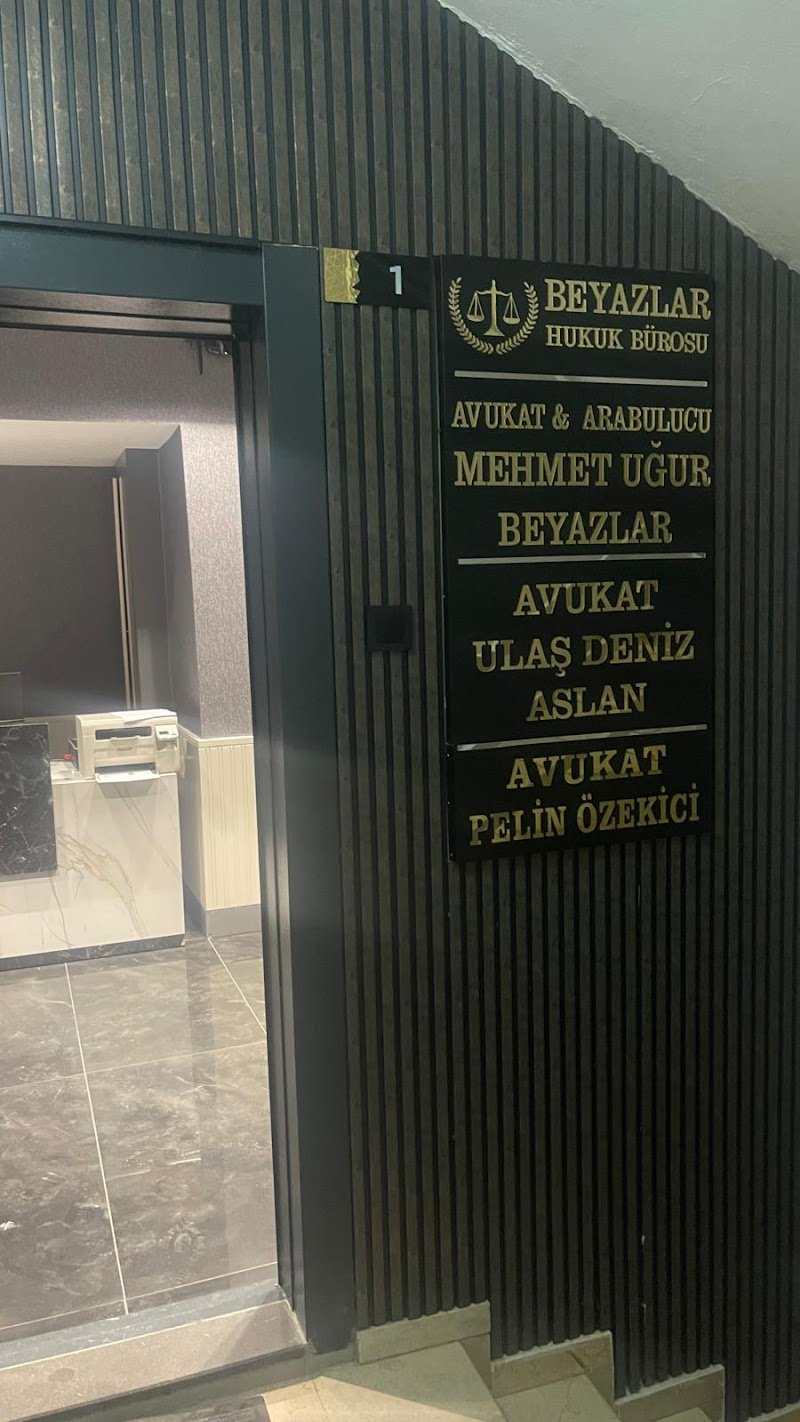 1
BEYAZLAR
HUKUK BÜROSU
AVUKAT & ARABULUCU
MEHMET UĞUR
BEYAZLAR
AVUKAT
ULAŞ DENİZ
ASLAN
AVUKAT
PELİN ÖZEKİCİ